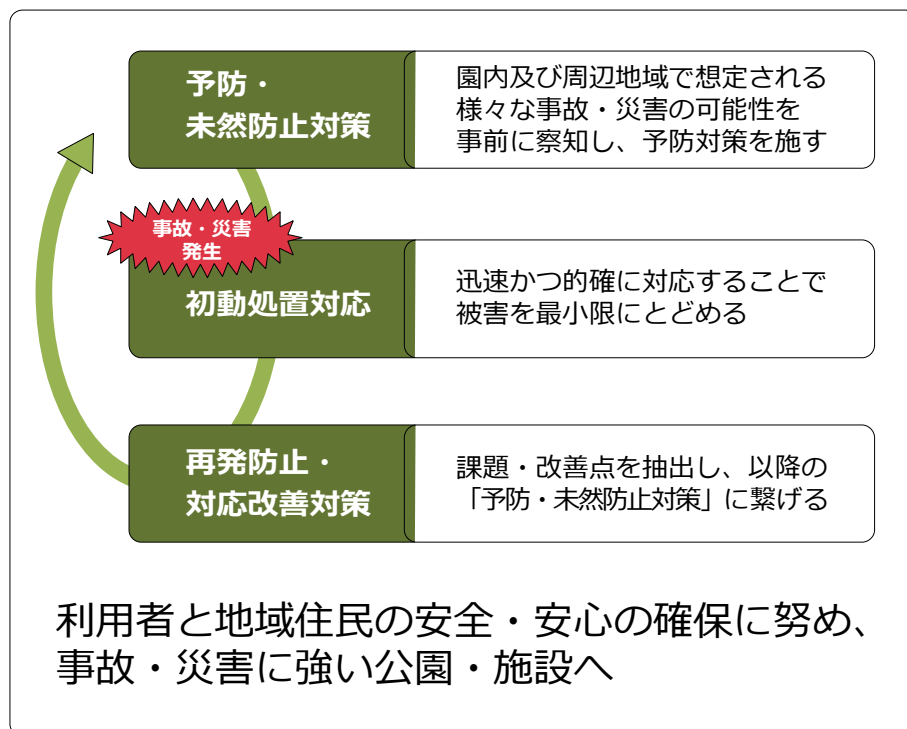 予防・
未然防止対策
園内及び周辺地域で想定される
様々な事故・災害の可能性を
事前に察知し、予防対策を施す
事故・災害
発生
初動処置対応
迅速かつ的確に対応することで
被害を最小限にとどめる
再発防止・
対応改善対策
課題・改善点を抽出し、以降の
「予防・未然防止対策」に繋げる
利用者と地域住民の安全・安心の確保に努め、
事故・災害に強い公園・施設へ